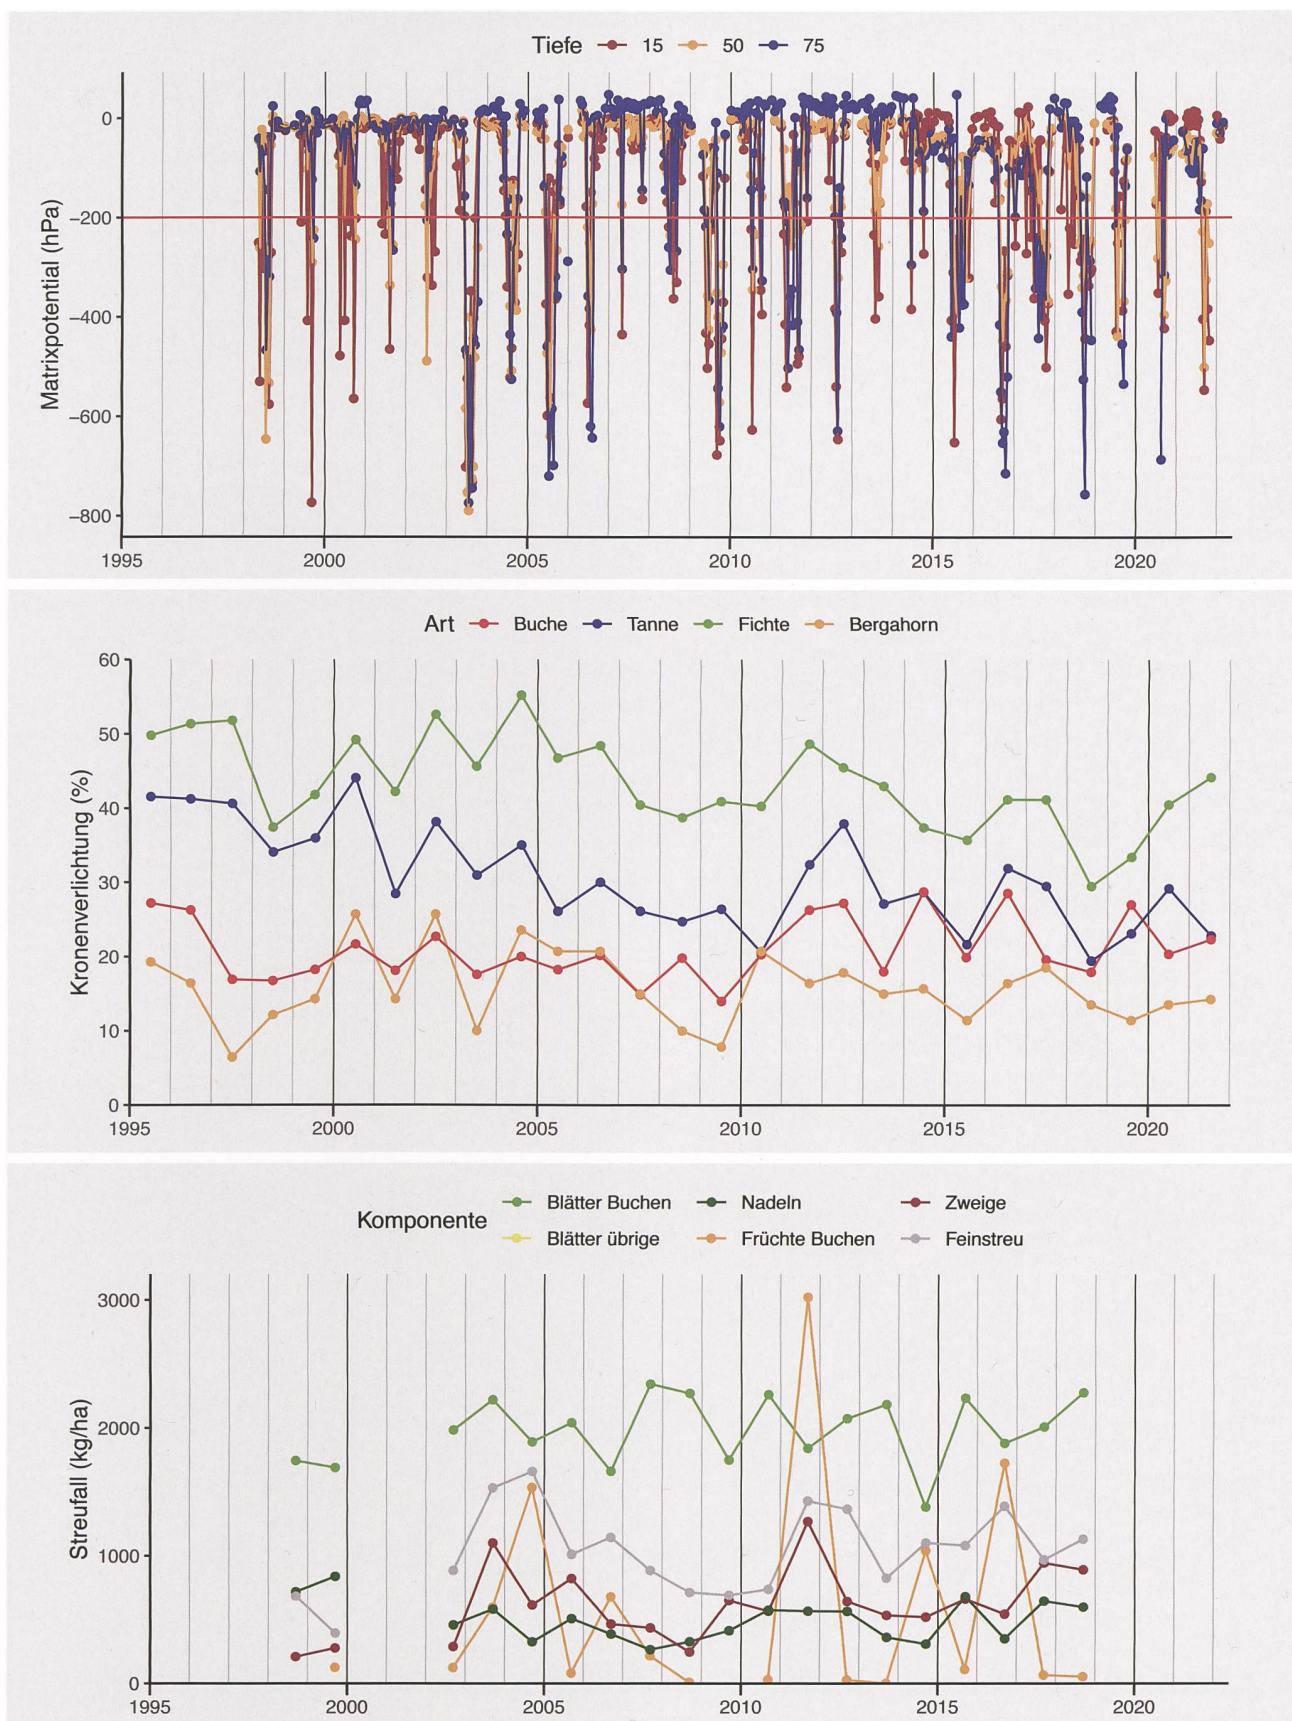 Tiefe 15 50 75
Matrixpotential (hPa)
0
−200
−400
−600
−800
1995 2000 2005 2010 2015 2020
Art Buche Tanne Fichte Bergahorn
Kronenverlichtung (%)
60
50
40
30
20
10
0
1995 2000 2005 2010 2015 2020
Komponente
Blätter Buchen Nadeln Zweige
Blätter übrige Früchte Buchen Feinstreu
Streufall (kg/ha)
3000
2000
1000
0
1995 2000 2005 2010 2015 2020